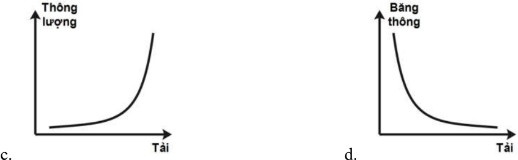 Thông
lượng
Tải
c.
Băng
thông
Tải
d.